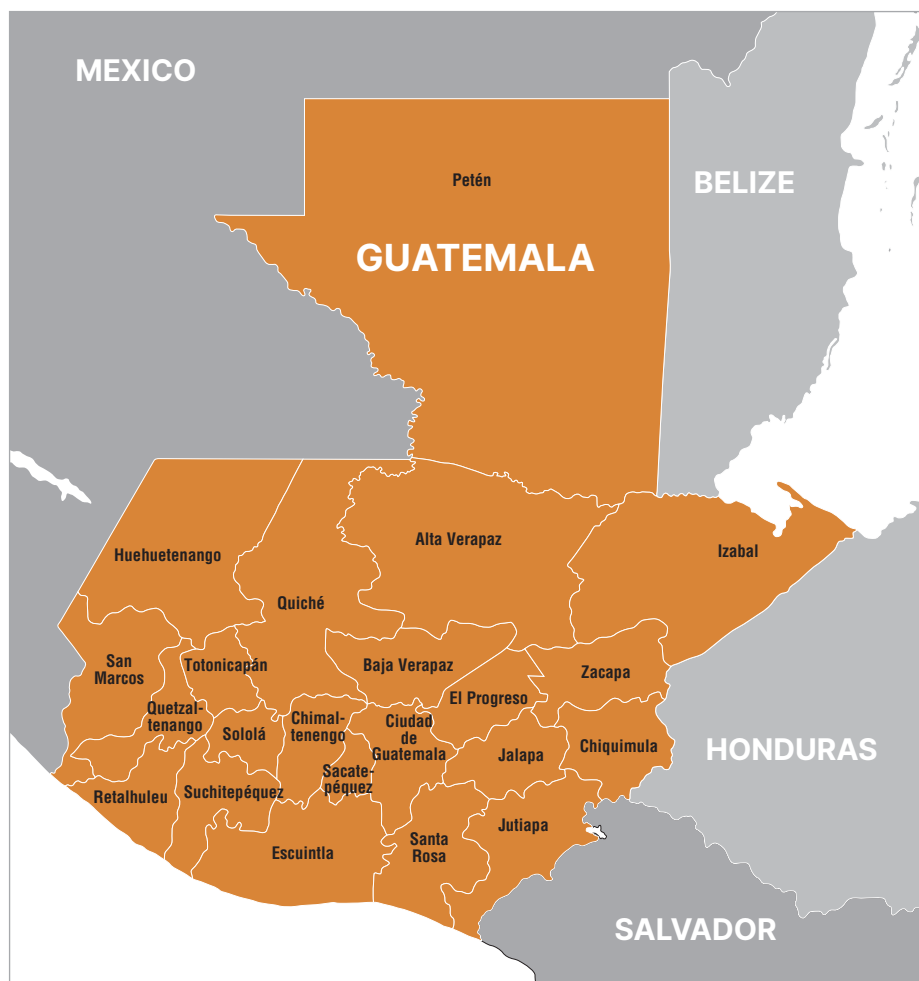 MEXICO
Petén
BELIZE
GUATEMALA
Alta Verapaz
Izabal
Huehuetenango
Quiché
San
Marcos
Totonicapán
Baja Verapaz
Zacapa
El Progreso
Quetzal-
tenango
Chimal-
tenengo
Ciudad
de
Guatemala
Sololá
Jalapa
Chiquimula
HONDURAS
Sacate-
péquez
Retalhuleu
Suchitepéquez
Jutiapa
Santa
Rosa
Escuintla
SALVADOR